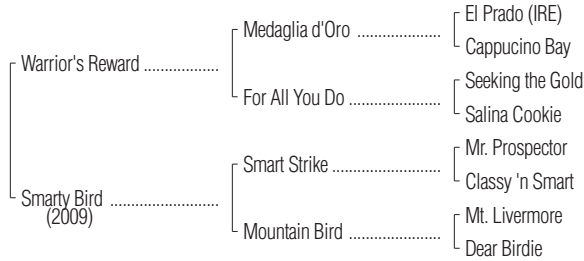 El Prado (IRE)
Medaglia d'Oro ....................
Cappucino Bay
Warrior's Reward ..................
Seeking the Gold
For All You Do ......................
Salina Cookie
Mr. Prospector
Smart Strike ..........................
Classy 'n Smart
Smarty Bird ..........................
(2009)
Mt. Livermore
Mountain Bird .......................
Dear Birdie